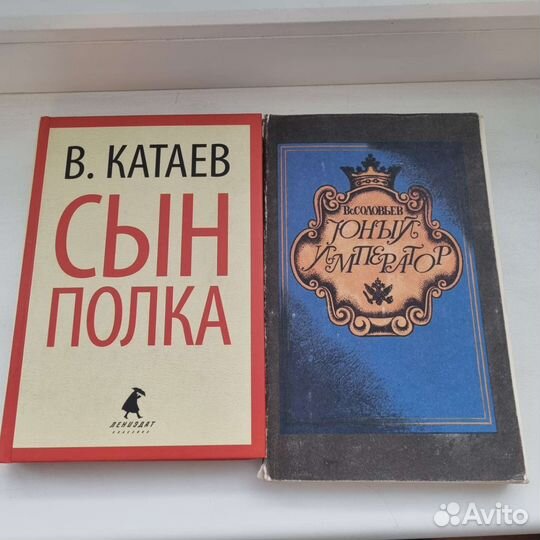 В. КАТАЕВ
СЫН
ПОЛКА
ЛЕНИЗДАТ
КЛАССИКА
Вс.СОЛОВЬЕВ
ЮНЫЙ
ИМПЕРАТОР
Avito